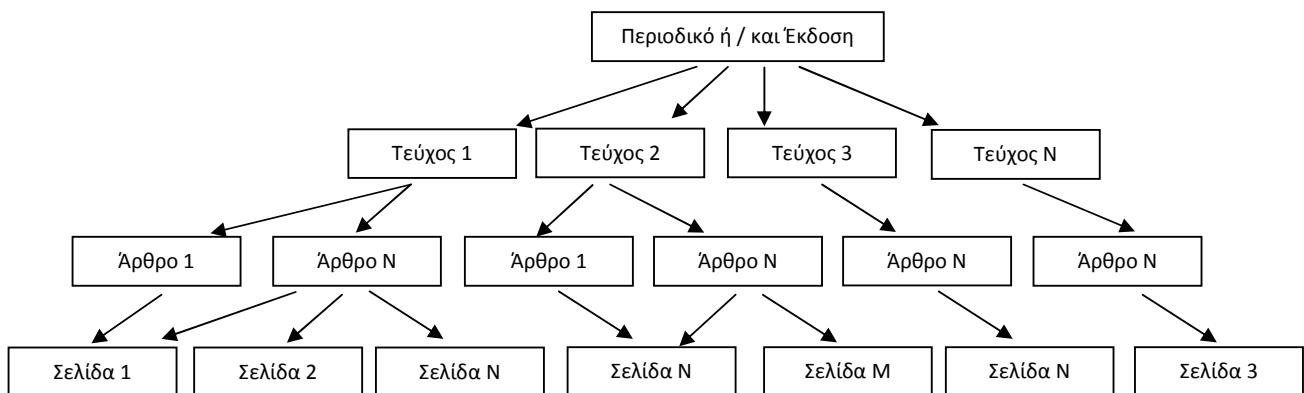 Περιοδικό ή / και Έκδοση
Τεύχος 1
Τεύχος 2
Τεύχος 3
Τεύχος Ν
Άρθρο 1
Άρθρο Ν
Άρθρο 1
Άρθρο Ν
Άρθρο Ν
Άρθρο Ν
Σελίδα 1
Σελίδα 2
Σελίδα Ν
Σελίδα Ν
Σελίδα Μ
Σελίδα Ν
Σελίδα 3